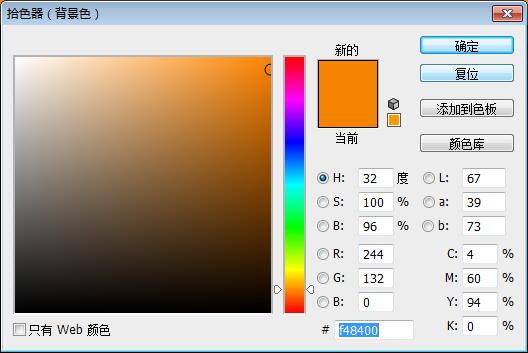 拾色器（背景色）
新的
当前
确定
复位
添加到色板
颜色库
H: 32 度
S: 100 %
B: 96 %
R: 244
G: 132
B: 0
L: 67
a: 39
b: 73
C: 4 %
M: 60 %
Y: 94 %
K: 0 %
# f48400
只有 Web 颜色